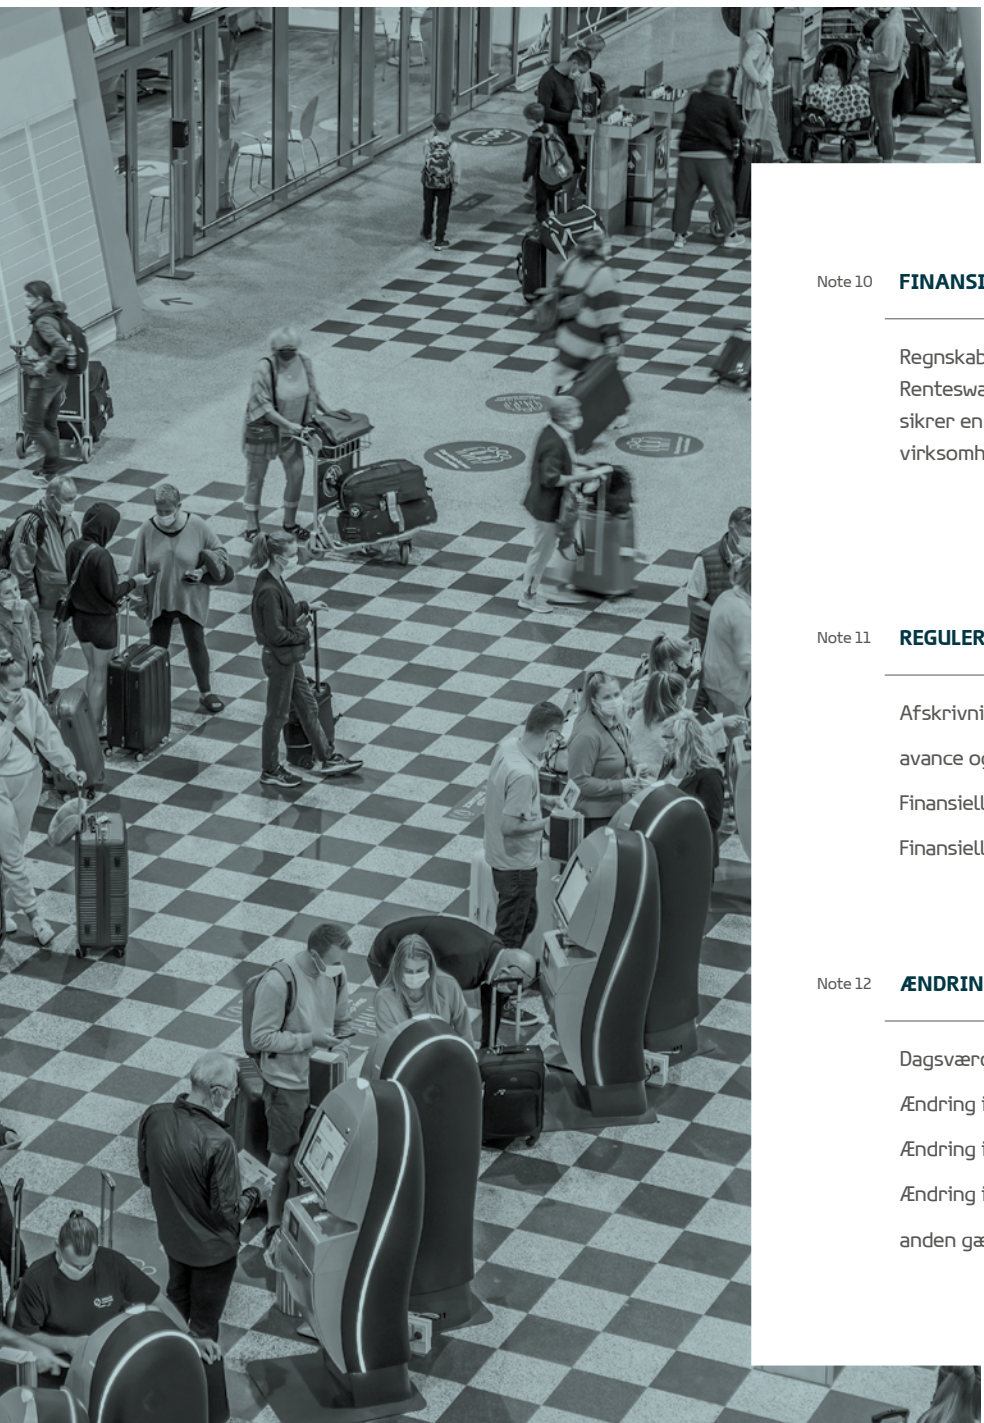 Note 10 FINANSI
Regnskab
Renteswa
sikrer en
virksomh
Note 11 REGULER
Afskrivni
avance og
Finansiell
Finansiell
Note 12 ÆNDRIN
Dagsværd
Ændring i
Ændring i
Ændring i
anden gæ